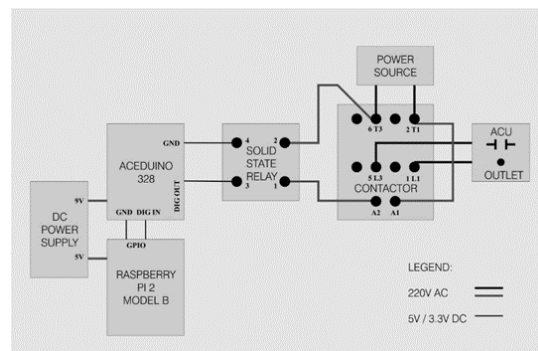 POWER
SOURCE
6 T3
2 T1
GND
4
2
SOLID
STATE
RELAY
3
1
ACEDUINO
328
DIG OUT
ACU
OUTLET
5 L3
1 L1
CONTACTOR
A2
A1
9V
GND
DIG IN
DC
POWER
SUPPLY
5V
GPIO
RASPBERRY
PI 2
MODEL B
LEGEND:
220V AC
5V / 3.3V DC